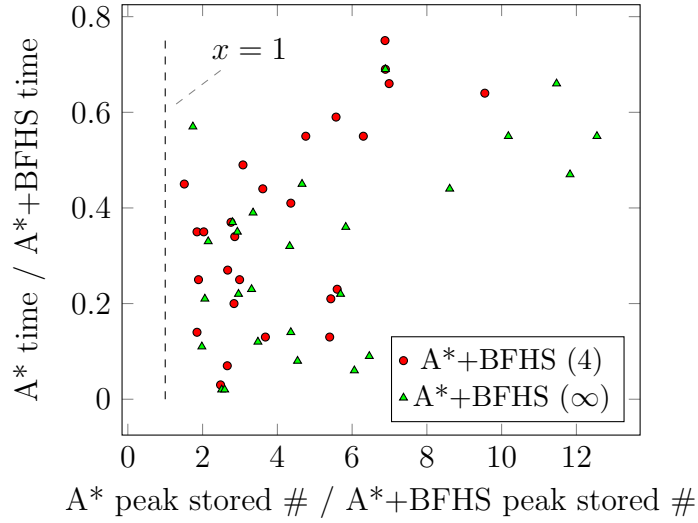 0.8
0.6
0.4
0.2
0
A* time / A*+BFHS time
x = 1
A*+BFHS (4)
A*+BFHS (∞)
0 2 4 6 8 10 12
A* peak stored # / A*+BFHS peak stored #